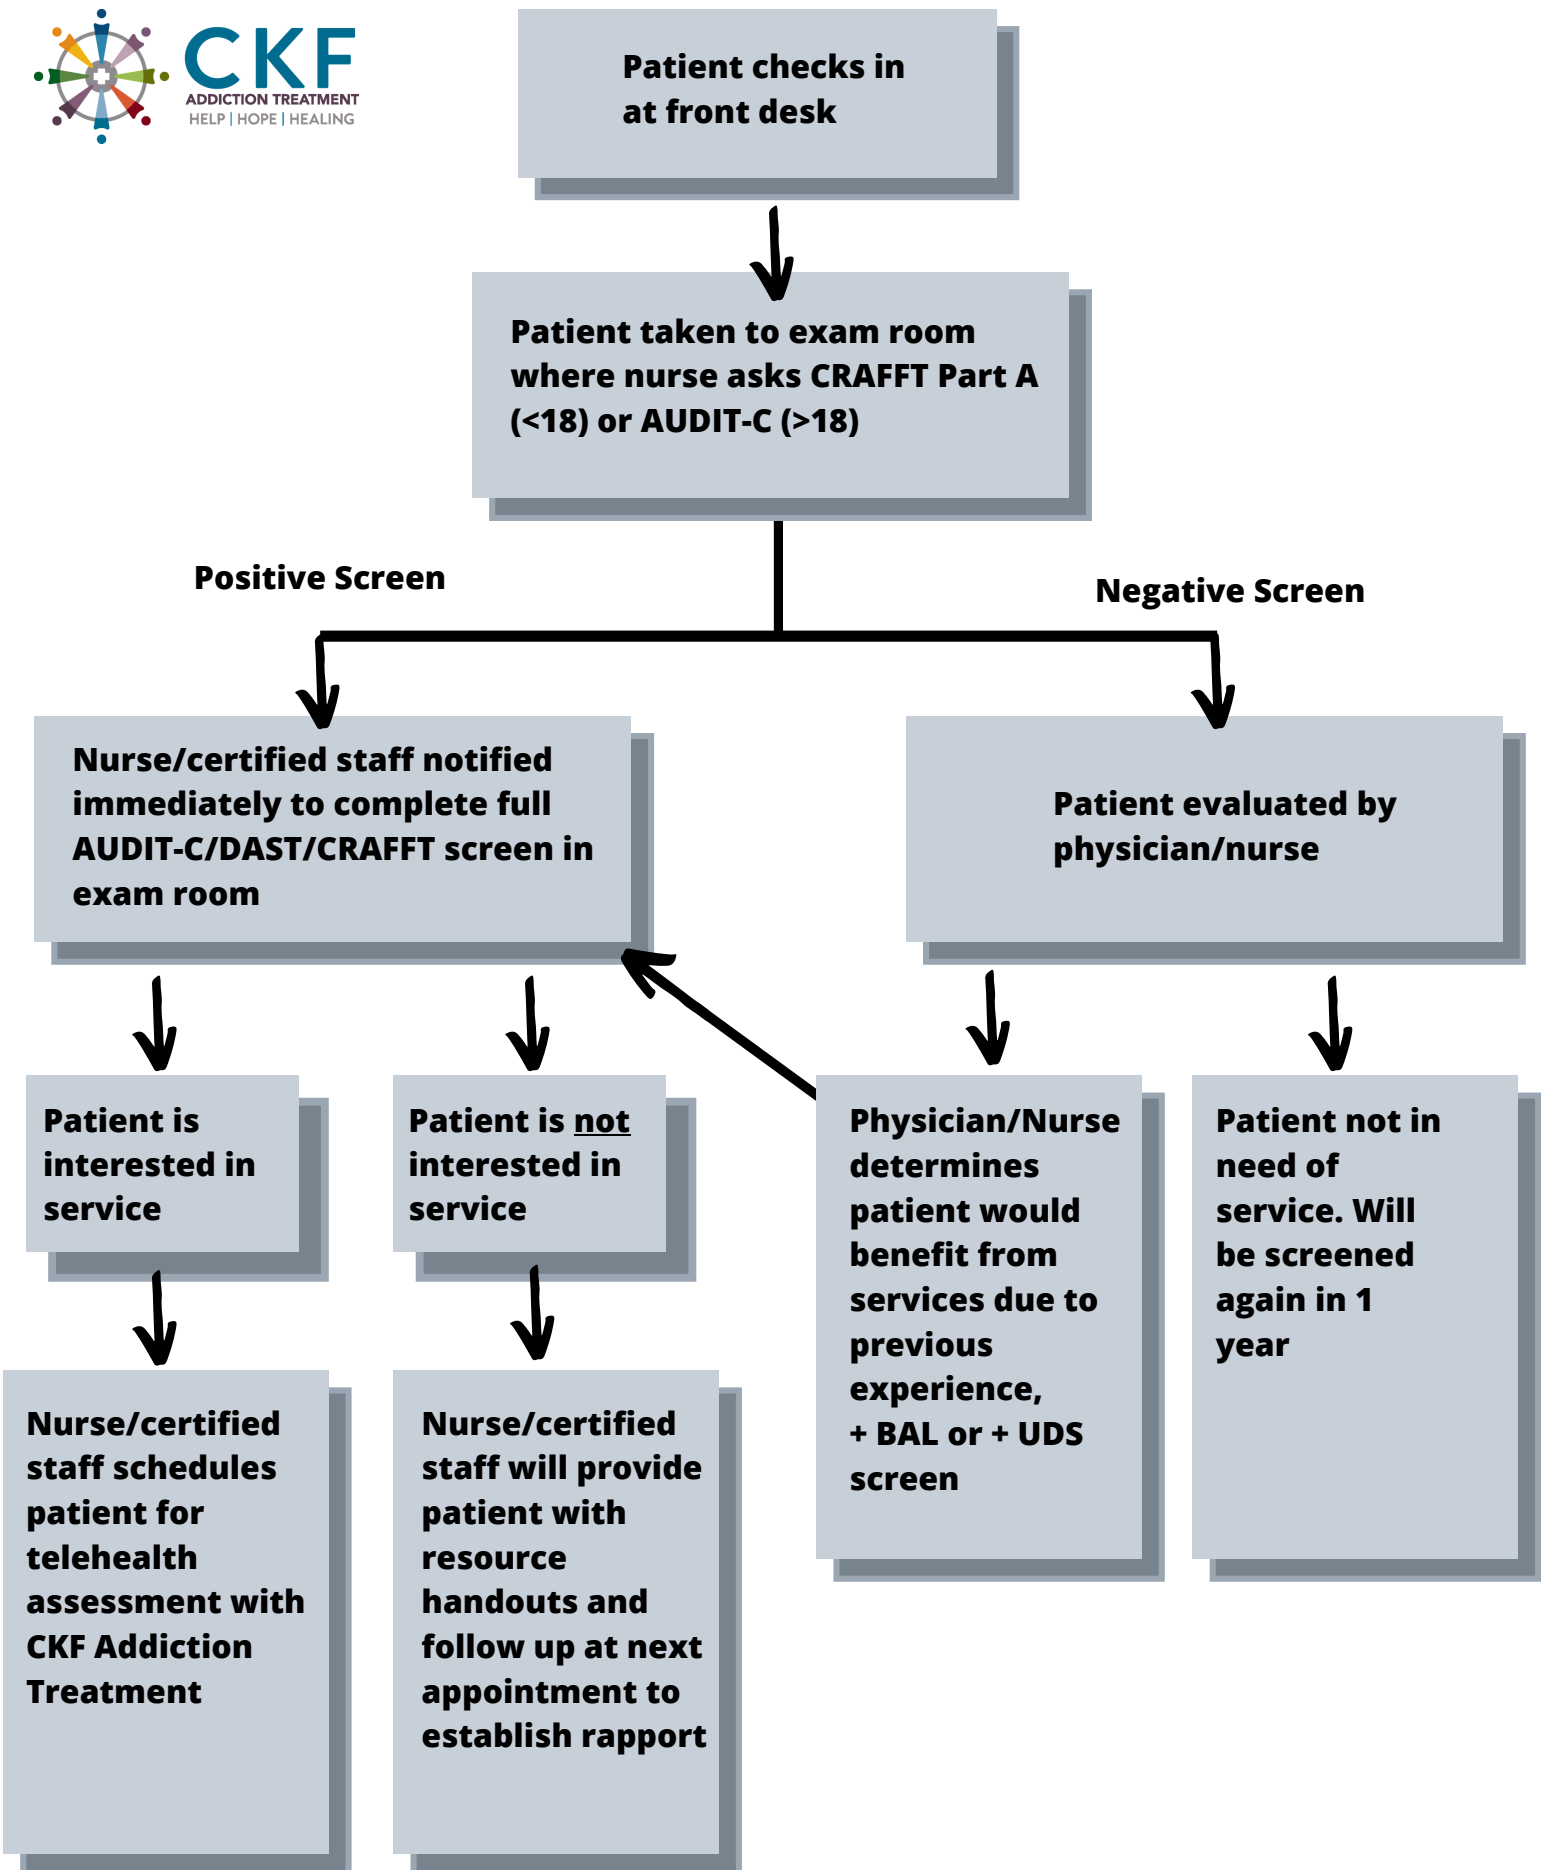 CKF
ADDICTION TREATMENT
HELP | HOPE | HEALING
Patient checks in
at front desk
Patient taken to exam room
where nurse asks CRAFFT Part A
(<18) or AUDIT-C (>18)
Positive Screen
Negative Screen
Nurse/certified staff notified
immediately to complete full
AUDIT-C/DAST/CRAFFT screen in
exam room
Patient evaluated by
physician/nurse
Patient is
interested in
service
Patient is not
interested in
service
Physician/Nurse
determines
patient would
benefit from
services due to
previous
experience,
+ BAL or + UDS
screen
Patient not in
need of
service. Will
be screened
again in 1
year
Nurse/certified
staff schedules
patient for
telehealth
assessment with
CKF Addiction
Treatment
Nurse/certified
staff will provide
patient with
resource
handouts and
follow up at next
appointment to
establish rapport